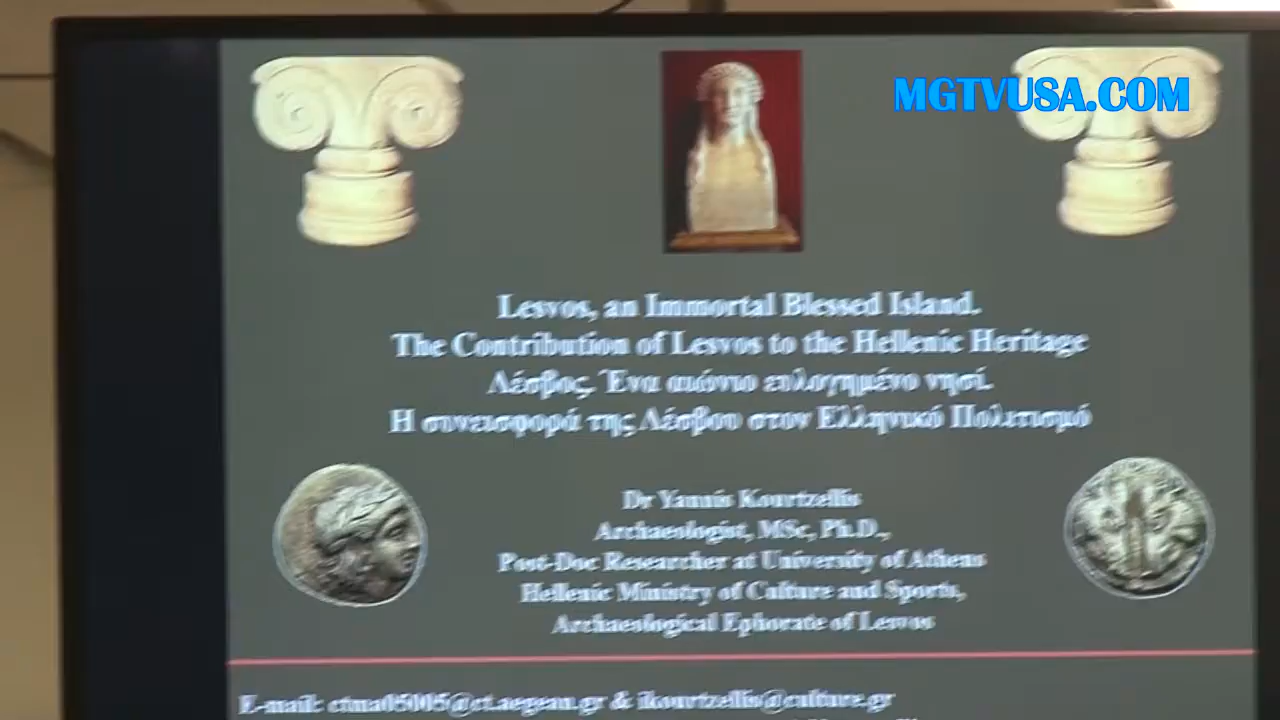 MGTVUSA.COM
Lesvos, an Immortal Blessed Island.
The Contribution of Lesvos to the Hellenic Heritage
Λέσβος, Ένα αιώνιο ευλογημένο νησί.
Η συνεισφορά της Λέσβου στον Ελληνικό Πολιτισμό
Dr Yannis Kourtzellis
Archaeologist, MSc, Ph.D.,
Post-Doc Researcher at University of Athens
Hellenic Ministry of Culture and Sports,
Archaeological Ephorate of Lesvos
E-mail: ctma05005@ct.aegean.gr & ikourtzellis@culture.gr